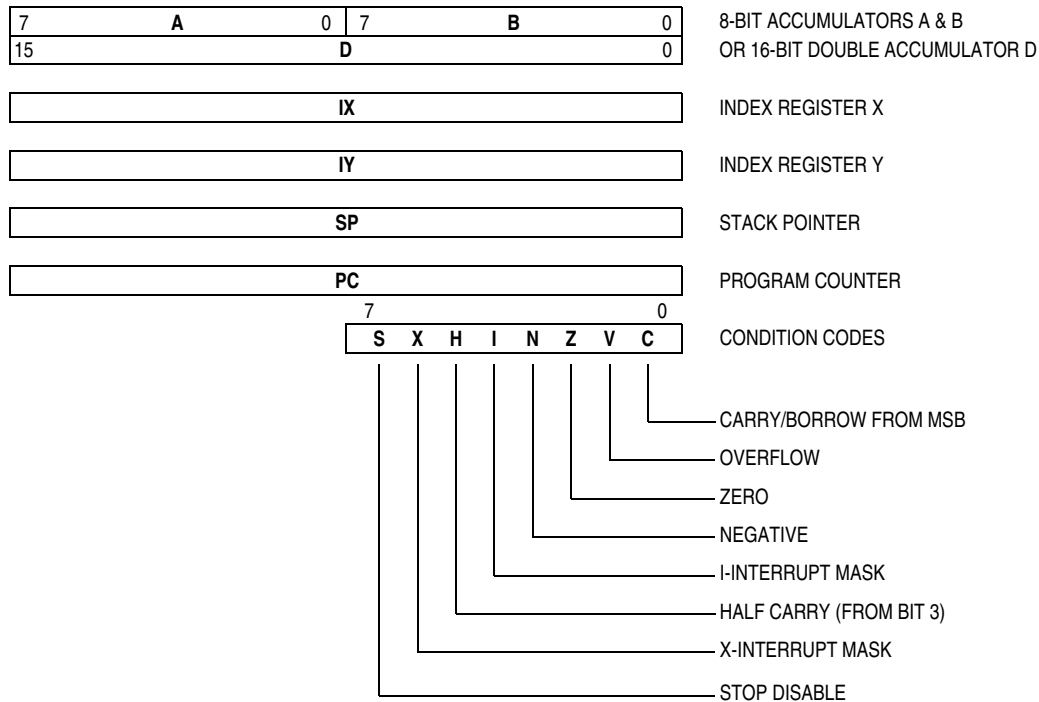 7 A 0 7 B 0 8-BIT ACCUMULATORS A & B
15 D 0 OR 16-BIT DOUBLE ACCUMULATOR D
IX INDEX REGISTER X
IY INDEX REGISTER Y
SP STACK POINTER
PC PROGRAM COUNTER
7 0
S X H I N Z V C CONDITION CODES
CARRY/BORROW FROM MSB
OVERFLOW
ZERO
NEGATIVE
I-INTERRUPT MASK
HALF CARRY (FROM BIT 3)
X-INTERRUPT MASK
STOP DISABLE